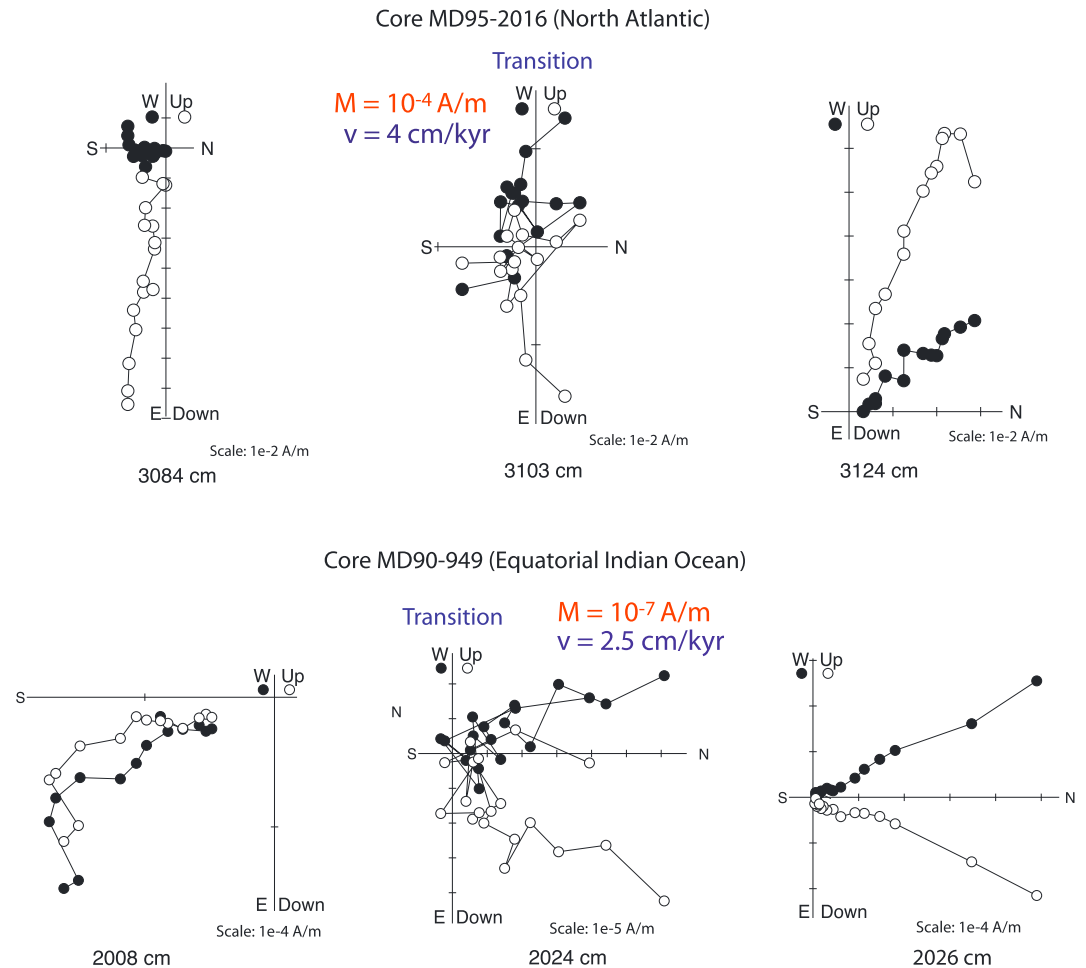 Core MD95-2016 (North Atlantic)
Transition
M = 10-4 A/m
v = 4 cm/kyr
W Up
S N
E Down
Scale: 1e-2 A/m
3084 cm
W Up
S N
E Down
Scale: 1e-2 A/m
3103 cm
W Up
S N
E Down
Scale: 1e-2 A/m
3124 cm
Core MD90-949 (Equatorial Indian Ocean)
Transition
M = 10-7 A/m
v = 2.5 cm/kyr
W Up
S
E Down
Scale: 1e-4 A/m
2008 cm
W Up
N
S N
E Down
Scale: 1e-5 A/m
2024 cm
W Up
S N
E Down
Scale: 1e-4 A/m
2026 cm